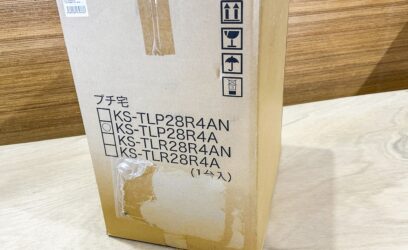 プチ宅
KS-TLP28R4AN
KS-TLP28R4A
KS-TLR28R4AN
KS-TLR28R4A
(1台入)